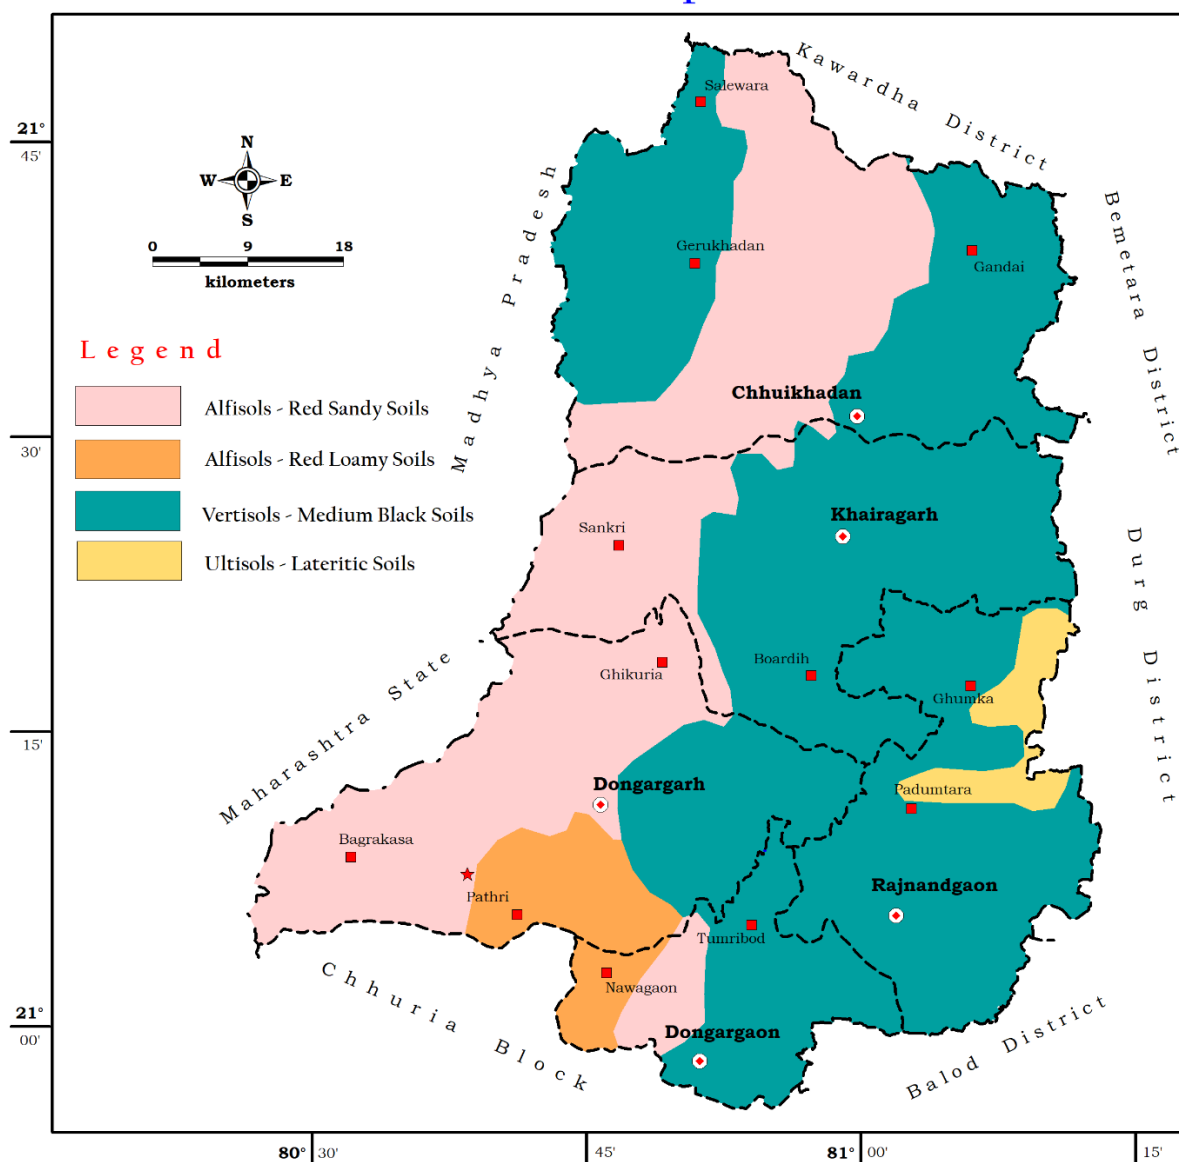 Kawardha District
Salewara
21°
45'
N
W E
S
Bemetara District
Madhya Pradesh
0 9 18
kilometers
Gerukhadan
Gandai
Legend
Alfisols - Red Sandy Soils
Alfisols - Red Loamy Soils
Vertisols - Medium Black Soils
Ultisols - Lateritic Soils
Chhuikhadan
30'
Khairagarh
Sankri
Durg District
Maharashtra State
Ghikuria
Boardih
Ghumka
15'
Dongargarh
Padumtara
Bagrakasa
Pathri
Rajnandgaon
Tumribod
Nawagaon
Chhuria Block
21°
00'
Dongargaon
Balod District
80° 30' 45' 81° 00' 15'